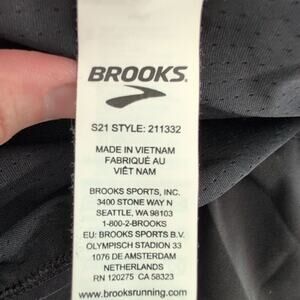 BROOKS
S21 STYLE: 211332
MADE IN VIETNAM
FABRIQUÉ AU
VIÊT NAM
BROOKS SPORTS, INC.
3400 STONE WAY N
SEATTLE, WA 98103
1-800-2-BROOKS
EU: BROOKS SPORTS B.V.
OLYMPISCH STADION 33
1076 DE AMSTERDAM
NETHERLANDS
RN 120275 CA 58323
www.brooksrunning.com